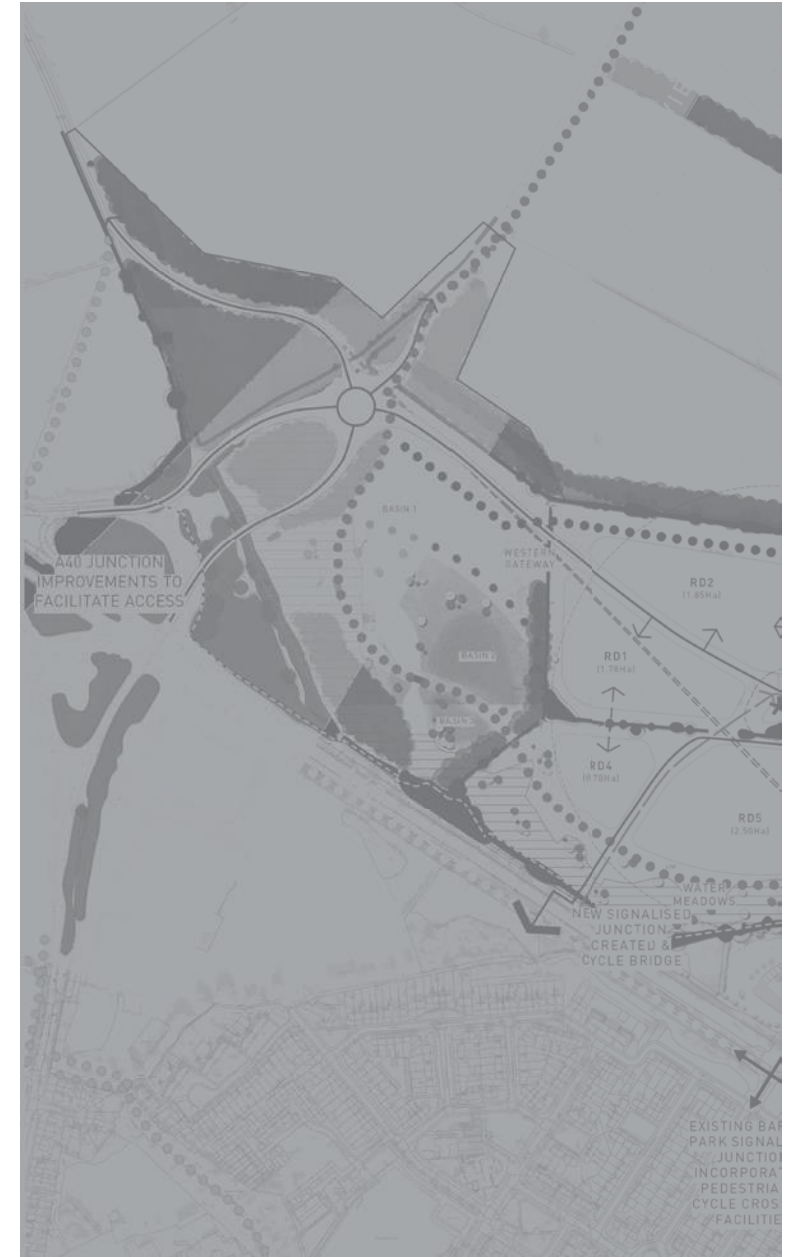 BASIN 1
WESTERN
GATEWAY
A40 JUNCTION
IMPROVEMENTS TO
FACILITATE ACCESS
RD2
(1.85Ha)
RD1
(1.78Ha)
BASIN 2
BASIN
RD4
(0.70Ha)
RD5
(2.50Ha)
WATER
MEADOWS
NEW SIGNALISED
JUNCTION
CREATED &
CYCLE BRIDGE
EXISTING BAR
PARK SIGNAL
JUNCTIO
INCORPORAT
PEDESTRIA
CYCLE CROS
FACILITIE